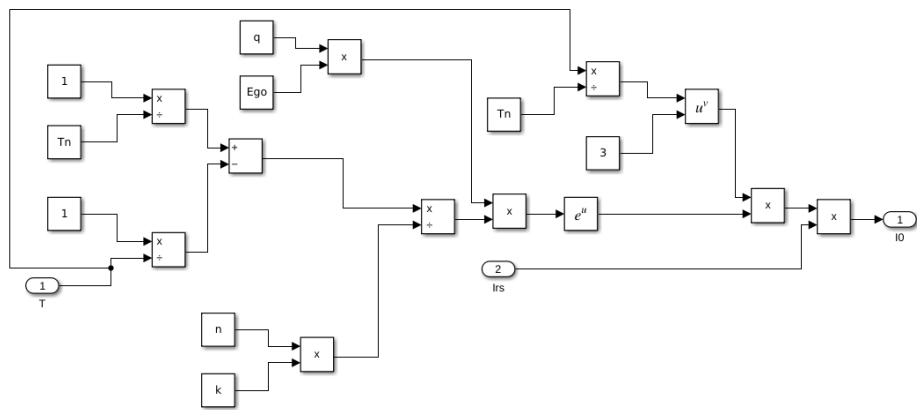 q
Ego
x
1
Tn
x
÷
+
−
1
x
÷
1
T
n
k
x
x
÷
x
e^u
Tn
x
÷
3
u^v
x
2
Irs
x
1
I0